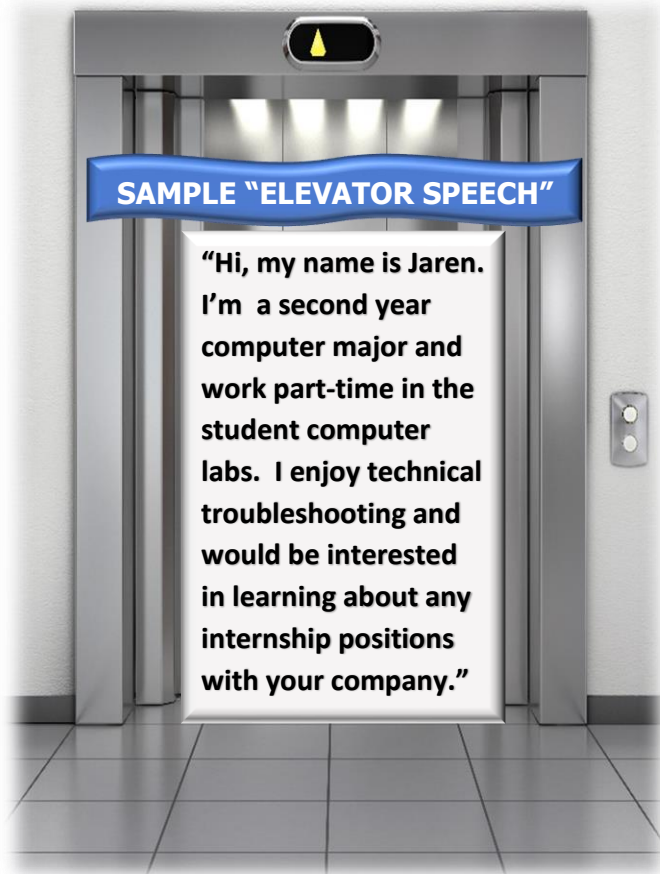 SAMPLE “ELEVATOR SPEECH”
“Hi, my name is Jaren.
I’m  a second year
computer major and
work part-time in the
student computer
labs.  I enjoy technical
troubleshooting and
would be interested
in learning about any
internship positions
with your company.”